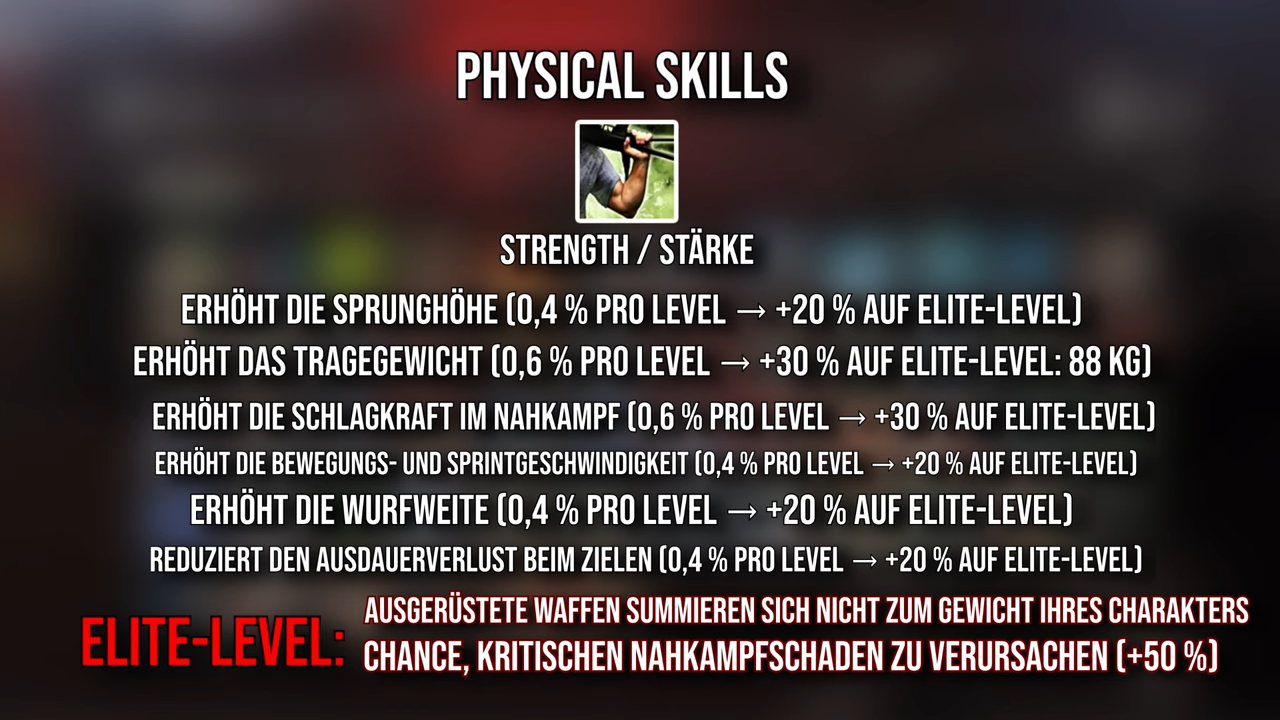 PHYSICAL SKILLS
STRENGTH / STÄRKE
ERHÖHT DIE SPRUNGHÖHE (0,4 % PRO LEVEL → +20 % AUF ELITE-LEVEL)
ERHÖHT DAS TRAGEGEWICHT (0,6 % PRO LEVEL → +30 % AUF ELITE-LEVEL: 88 KG)
ERHÖHT DIE SCHLAGKRAFT IM NAHKAMPF (0,6 % PRO LEVEL → +30 % AUF ELITE-LEVEL)
ERHÖHT DIE BEWEGUNGS- UND SPRINTGESCHWINDIGKEIT (0,4 % PRO LEVEL → +20 % AUF ELITE-LEVEL)
ERHÖHT DIE WURFWEITE (0,4 % PRO LEVEL → +20 % AUF ELITE-LEVEL)
REDUZIERT DEN AUSDAUERVERLUST BEIM ZIELEN (0,4 % PRO LEVEL → +20 % AUF ELITE-LEVEL)
ELITE-LEVEL:
AUSGERÜSTETE WAFFEN SUMMIEREN SICH NICHT ZUM GEWICHT IHRES CHARAKTERS
CHANCE, KRITISCHEN NAHKAMPFSCHADEN ZU VERURSACHEN (+50 %)